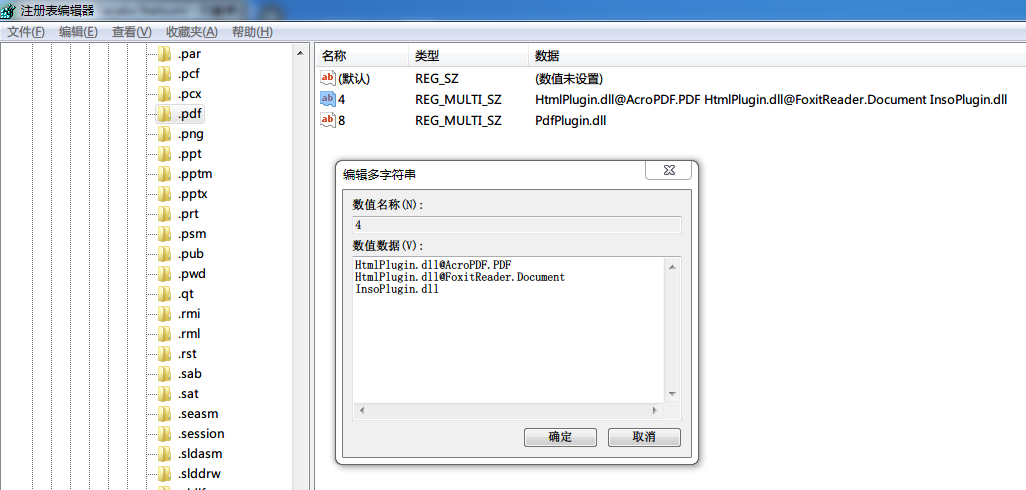 注册表编辑器
文件(F) 编辑(E) 查看(V) 收藏夹(A) 帮助(H)
.par
.pcf
.pcx
.pdf
.png
.ppt
.pptm
.pptx
.prt
.psm
.pub
.pwd
.qt
.rmi
.rml
.rst
.sab
.sat
.seasm
.session
.sldasm
.slddrw
名称 类型 数据
ab (默认) REG_SZ (数值未设置)
ab 4 REG_MULTI_SZ HtmlPlugin.dll@AcroPDF.PDF HtmlPlugin.dll@FoxitReader.Document InsoPlugin.dll
ab 8 REG_MULTI_SZ PdfPlugin.dll
编辑多字符串
数值名称(N):
4
数值数据(V):
HtmlPlugin.dll@AcroPDF.PDF
HtmlPlugin.dll@FoxitReader.Document
InsoPlugin.dll
确定 取消